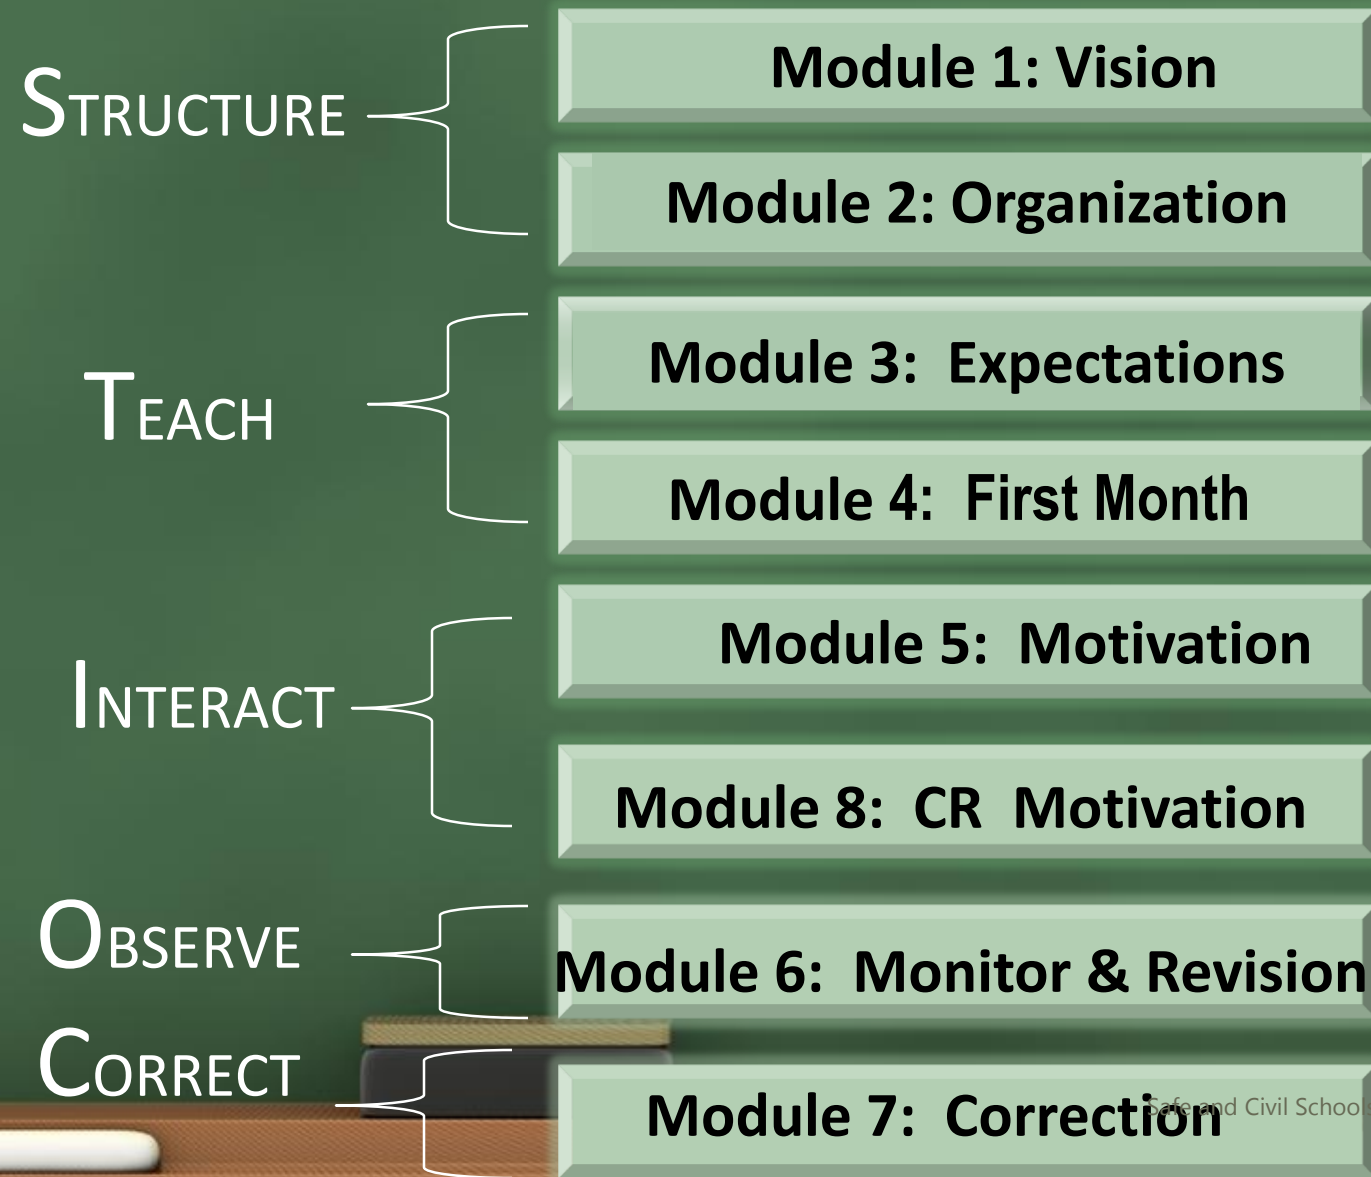 STRUCTURE
Module 1: Vision
Module 2: Organization
TEACH
Module 3: Expectations
Module 4: First Month
INTERACT
Module 5: Motivation
Module 8: CR Motivation
OBSERVE
Module 6: Monitor & Revision
CORRECT
Module 7: Correction
Safe and Civil Schools